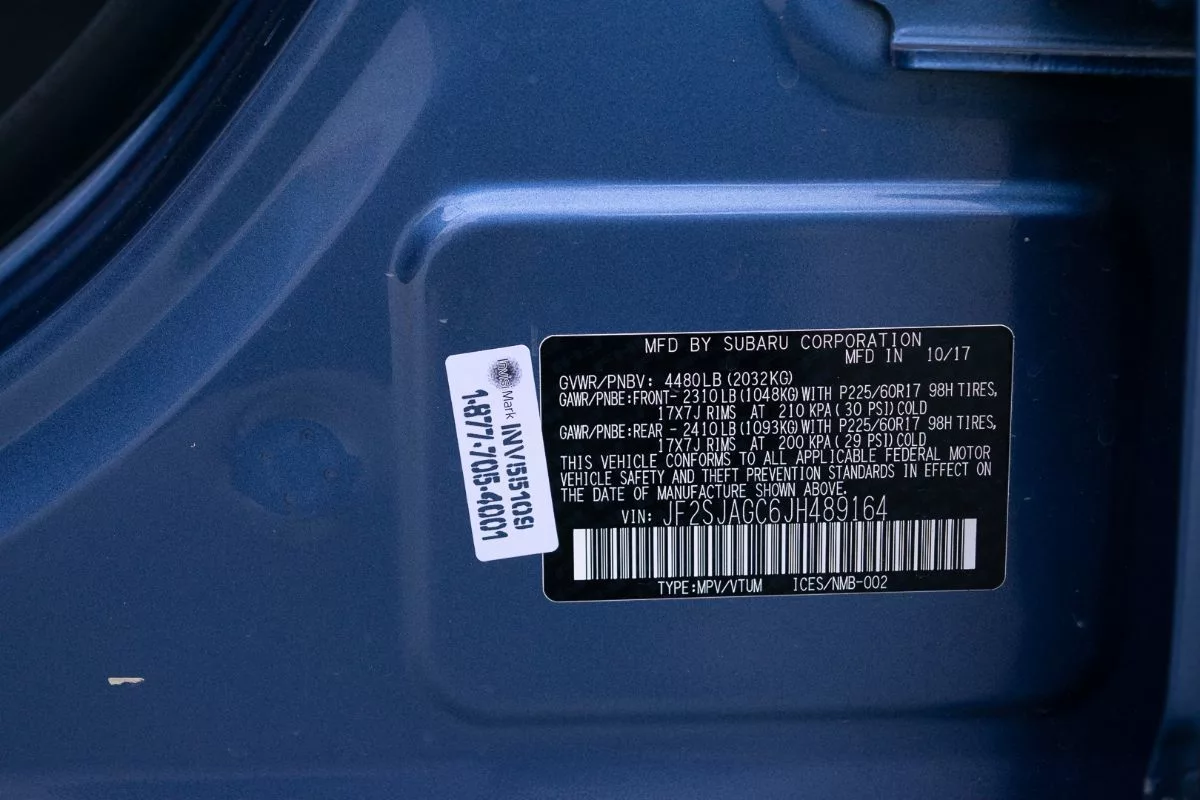 MFD BY SUBARU CORPORATION
MFD IN 10/17
GVWR/PNBV: 4480LB(2032KG)
GAWR/PNBE:FRONT- 2310LB(1048KG)WITH P225/60R17 98H TIRES,
17X7J RIMS AT 210 KPA(30 PSI)COLD
GAWR/PNBE:REAR - 2410LB(1093KG)WITH P225/60R17 98H TIRES,
17X7J RIMS AT 200 KPA(29 PSI)COLD
THIS VEHICLE CONFORMS TO ALL APPLICABLE FEDERAL MOTOR
VEHICLE SAFETY AND THEFT PREVENTION STANDARDS IN EFFECT ON
THE DATE OF MANUFACTURE SHOWN ABOVE.
VIN: JF2SJAGC6JH489164
TYPE:MPV/VTUM ICES/NMB-002
InVisMark INV551091
1-877-705-4001